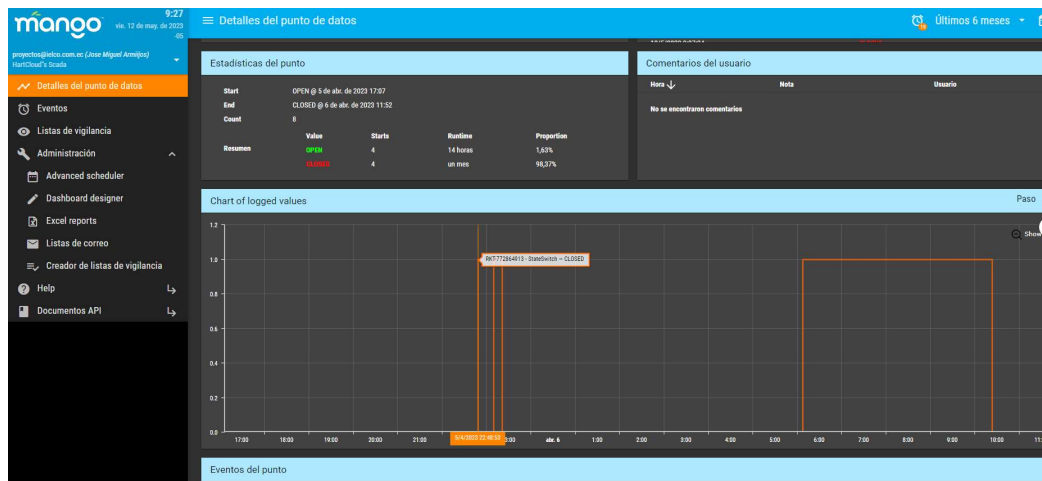 mango
9:27
vie. 12 de may. de 2023
-05
Detalles del punto de datos
Últimos 6 meses
proyectos@ielco.com.ec (Jose Miguel Armijos)
HartCloud's Scada
Detalles del punto de datos
Eventos
Listas de vigilancia
Administración
Advanced scheduler
Dashboard designer
Excel reports
Listas de correo
Creador de listas de vigilancia
Help
Documentos API
Estadísticas del punto
Start OPEN @ 5 de abr. de 2023 17:07
End CLOSED @ 6 de abr. de 2023 11:52
Count 8
Value Starts Runtime Proportion
Resumen OPEN 4 14 horas 1,63%
CLOSED 4 un mes 98,37%
Comentarios del usuario
Hora Nota Usuario
No se encontraron comentarios
Chart of logged values
Paso
Show
1.2
1.0
0.8
0.6
0.4
0.2
0.0
RKT-772864913 - StateSwitch — CLOSED
17:00 18:00 19:00 20:00 21:00 3:00 abr. 6 1:00 2:00 3:00 4:00 5:00 6:00 7:00 8:00 9:00 10:00 11:
Eventos del punto